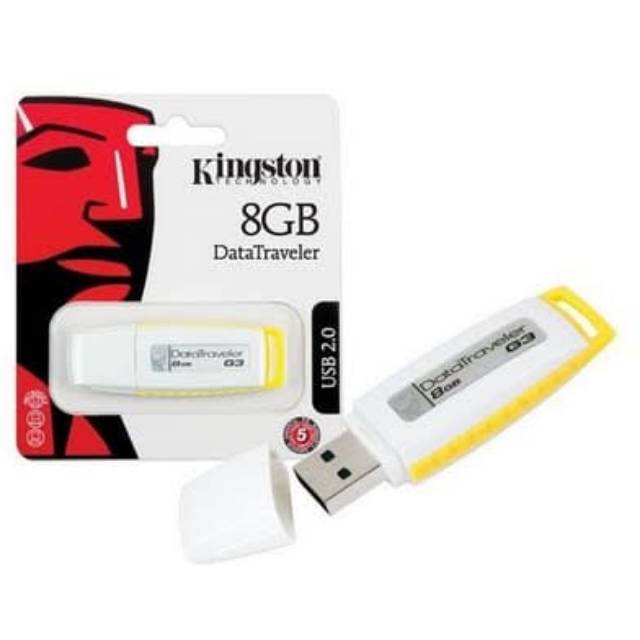 Kingston
TECHNOLOGY
8GB
DataTraveler
DataTraveler
8GB G3
USB 2.0
5
DataTraveler
8GB G3